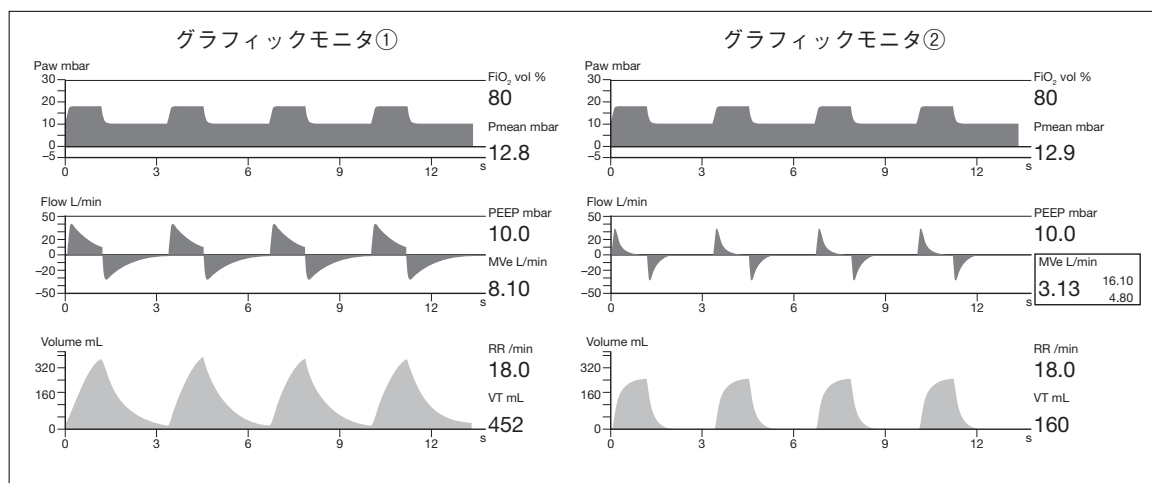 グラフィックモニタ①
Paw mbar
30
20
10
0
−5
0 3 6 9 12 s
FiO₂ vol %
80
Pmean mbar
12.8
Flow L/min
50
20
0
−20
−50
0 3 6 9 12 s
PEEP mbar
10.0
MVe L/min
8.10
Volume mL
320
160
0
0 3 6 9 12 s
RR /min
18.0
VT mL
452
グラフィックモニタ②
Paw mbar
30
20
10
0
−5
0 3 6 9 12 s
FiO₂ vol %
80
Pmean mbar
12.9
Flow L/min
50
20
0
−20
−50
0 3 6 9 12 s
PEEP mbar
10.0
MVe L/min
3.13 16.10
4.80
Volume mL
320
160
0
0 3 6 9 12 s
RR /min
18.0
VT mL
160